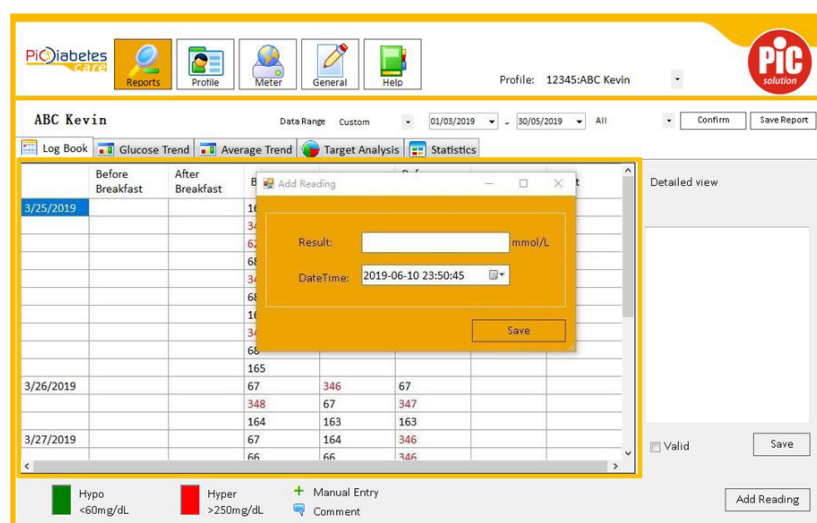 PiCDiabetes
care
Reports
Profile
Meter
General
Help
Profile: 12345:ABC Kevin
PiC
solution
ABC Kevin
Data Range Custom 01/03/2019 - 30/05/2019 All Confirm Save Report
Log Book Glucose Trend Average Trend Target Analysis Statistics
Before Breakfast After Breakfast
Detailed view
Add Reading
3/25/2019
Result: mmol/L
DateTime: 2019-06-10 23:50:45
Save
68
165
3/26/2019 67 346 67
348 67 347
164 163 163
3/27/2019 67 164 346
66 66 346
Valid Save
Hypo
<60mg/dL
Hyper
>250mg/dL
Manual Entry
Comment
Add Reading